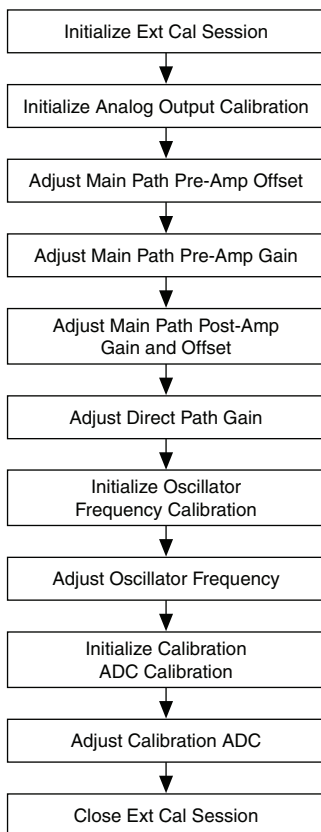 Initialize Ext Cal Session
Initialize Analog Output Calibration
Adjust Main Path Pre-Amp Offset
Adjust Main Path Pre-Amp Gain
Adjust Main Path Post-Amp
Gain and Offset
Adjust Direct Path Gain
Initialize Oscillator
Frequency Calibration
Adjust Oscillator Frequency
Initialize Calibration
ADC Calibration
Adjust Calibration ADC
Close Ext Cal Session